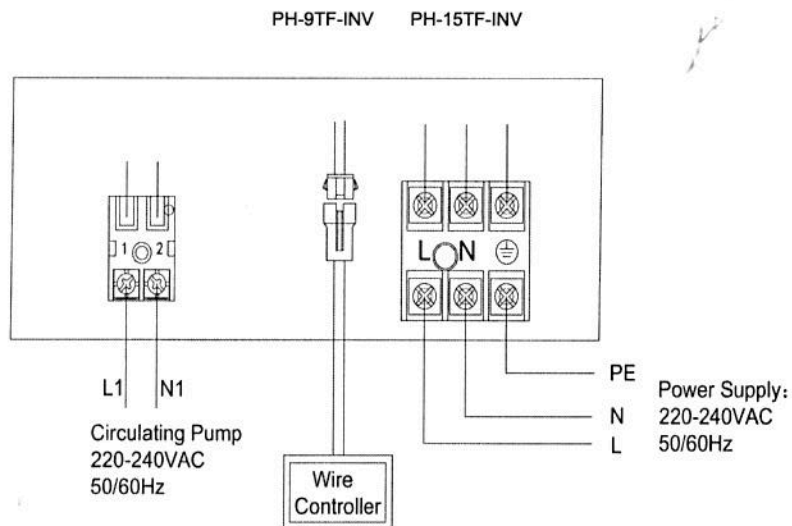 PH-9TF-INV PH-15TF-INV
1 2
L N
L1 N1
Circulating Pump
220-240VAC
50/60Hz
Wire
Controller
PE
N
L
Power Supply:
220-240VAC
50/60Hz